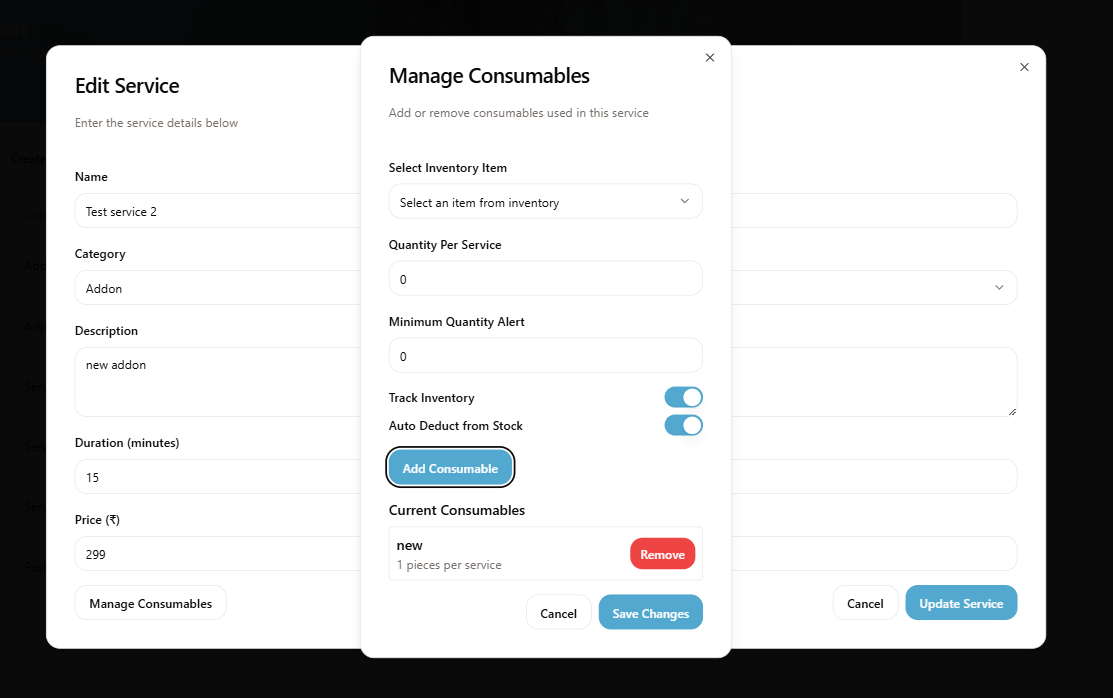 Edit Service
Enter the service details below
Name
Test service 2
Category
Addon
Description
new addon
Duration (minutes)
15
Price (₹)
299
Manage Consumables
Cancel
Update Service
Manage Consumables
Add or remove consumables used in this service
Select Inventory Item
Select an item from inventory
Quantity Per Service
0
Minimum Quantity Alert
0
Track Inventory
Auto Deduct from Stock
Add Consumable
Current Consumables
new
1 pieces per service
Remove
Cancel
Save Changes